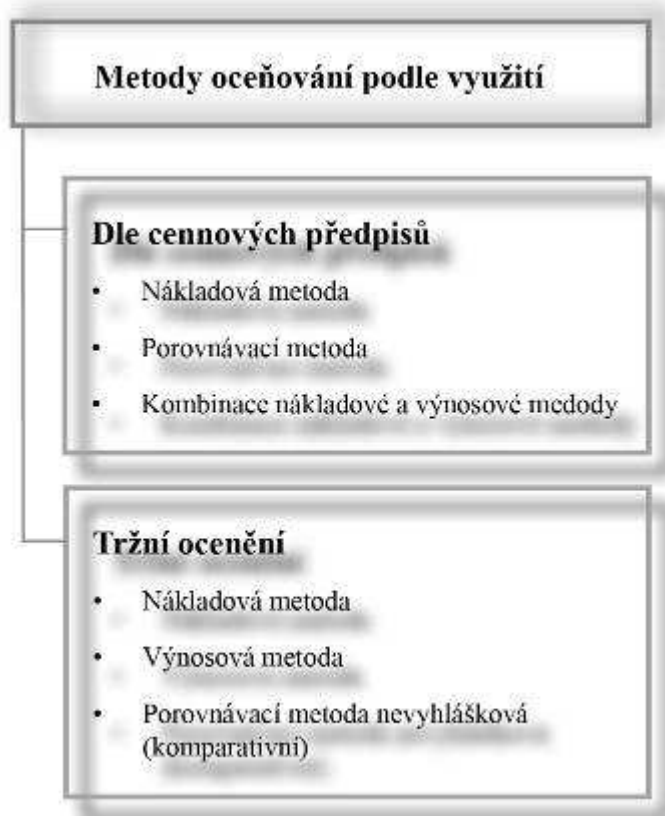 Metody oceňování podle využití
Dle cennových předpisů
• Nákladová metoda
• Porovnávací metoda
• Kombinace nákladové a výnosové medody
Tržní ocenění
• Nákladová metoda
• Výnosová metoda
• Porovnávací metoda nevyhlášková
(komparativní)